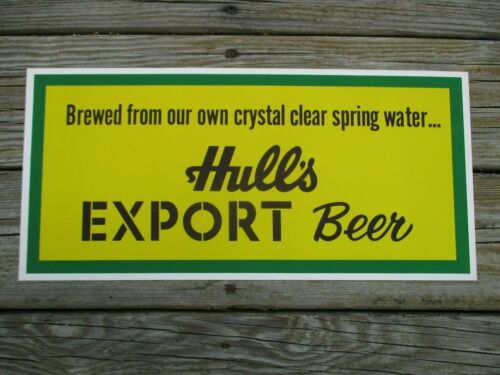 Brewed from our own crystal clear spring water...
Hull's
EXPORT Beer